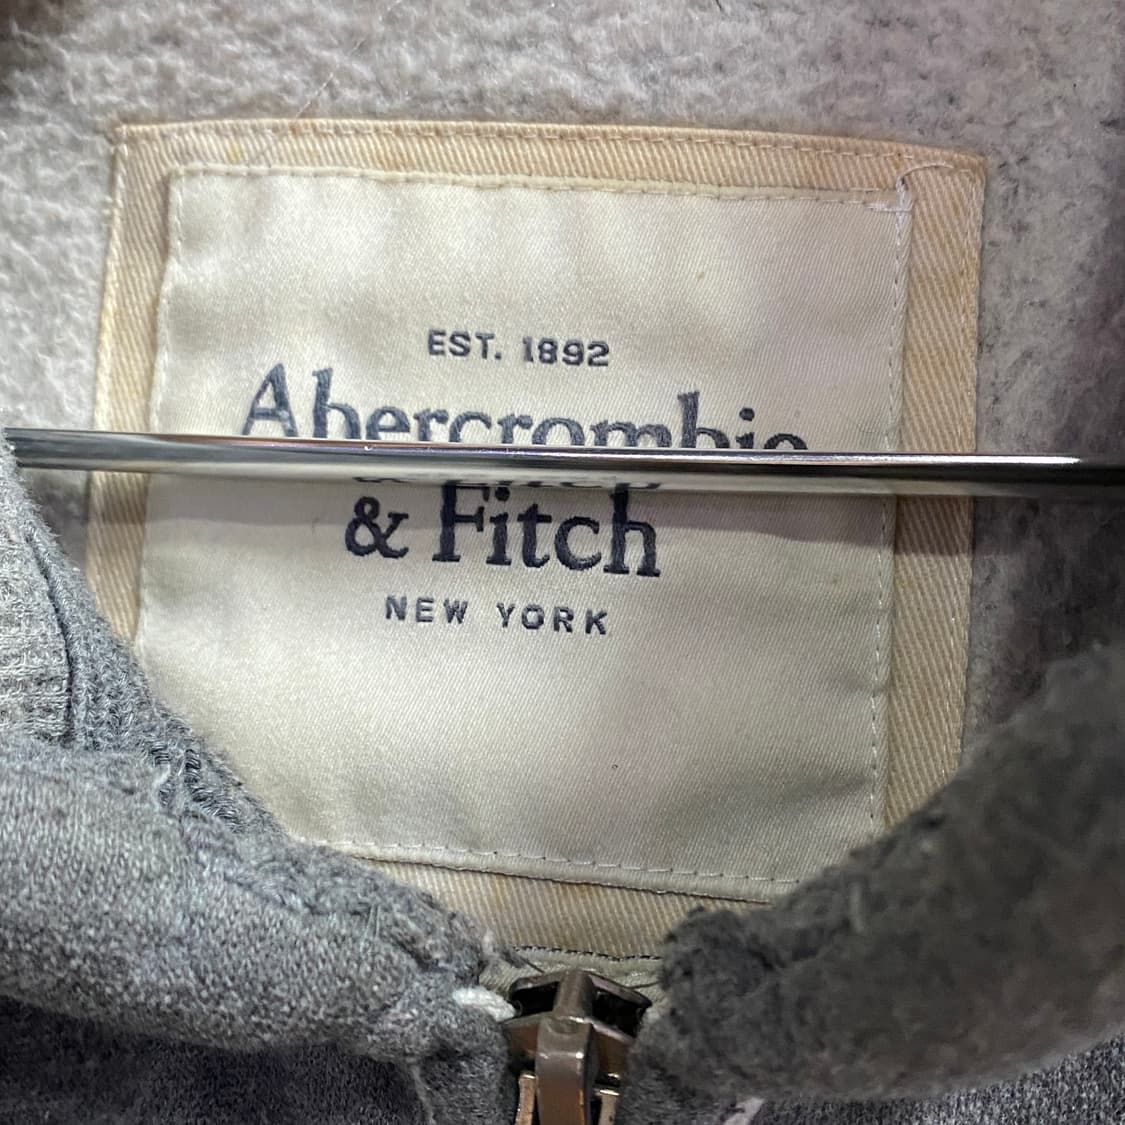 EST. 1892
Abercrombie
& Fitch
NEW YORK